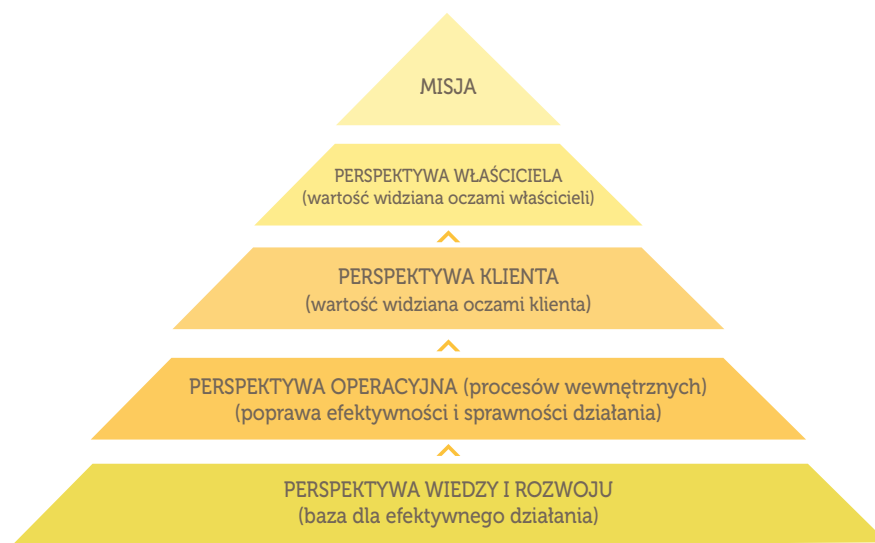 MISJA
PERSPEKTYWA WŁAŚCICIELA
(wartość widziana oczami właścicieli)
PERSPEKTYWA KLIENTA
(wartość widziana oczami klienta)
PERSPEKTYWA OPERACYJNA (procesów wewnętrznych)
(poprawa efektywności i sprawności działania)
PERSPEKTYWA WIEDZY I ROZWOJU
(baza dla efektywnego działania)